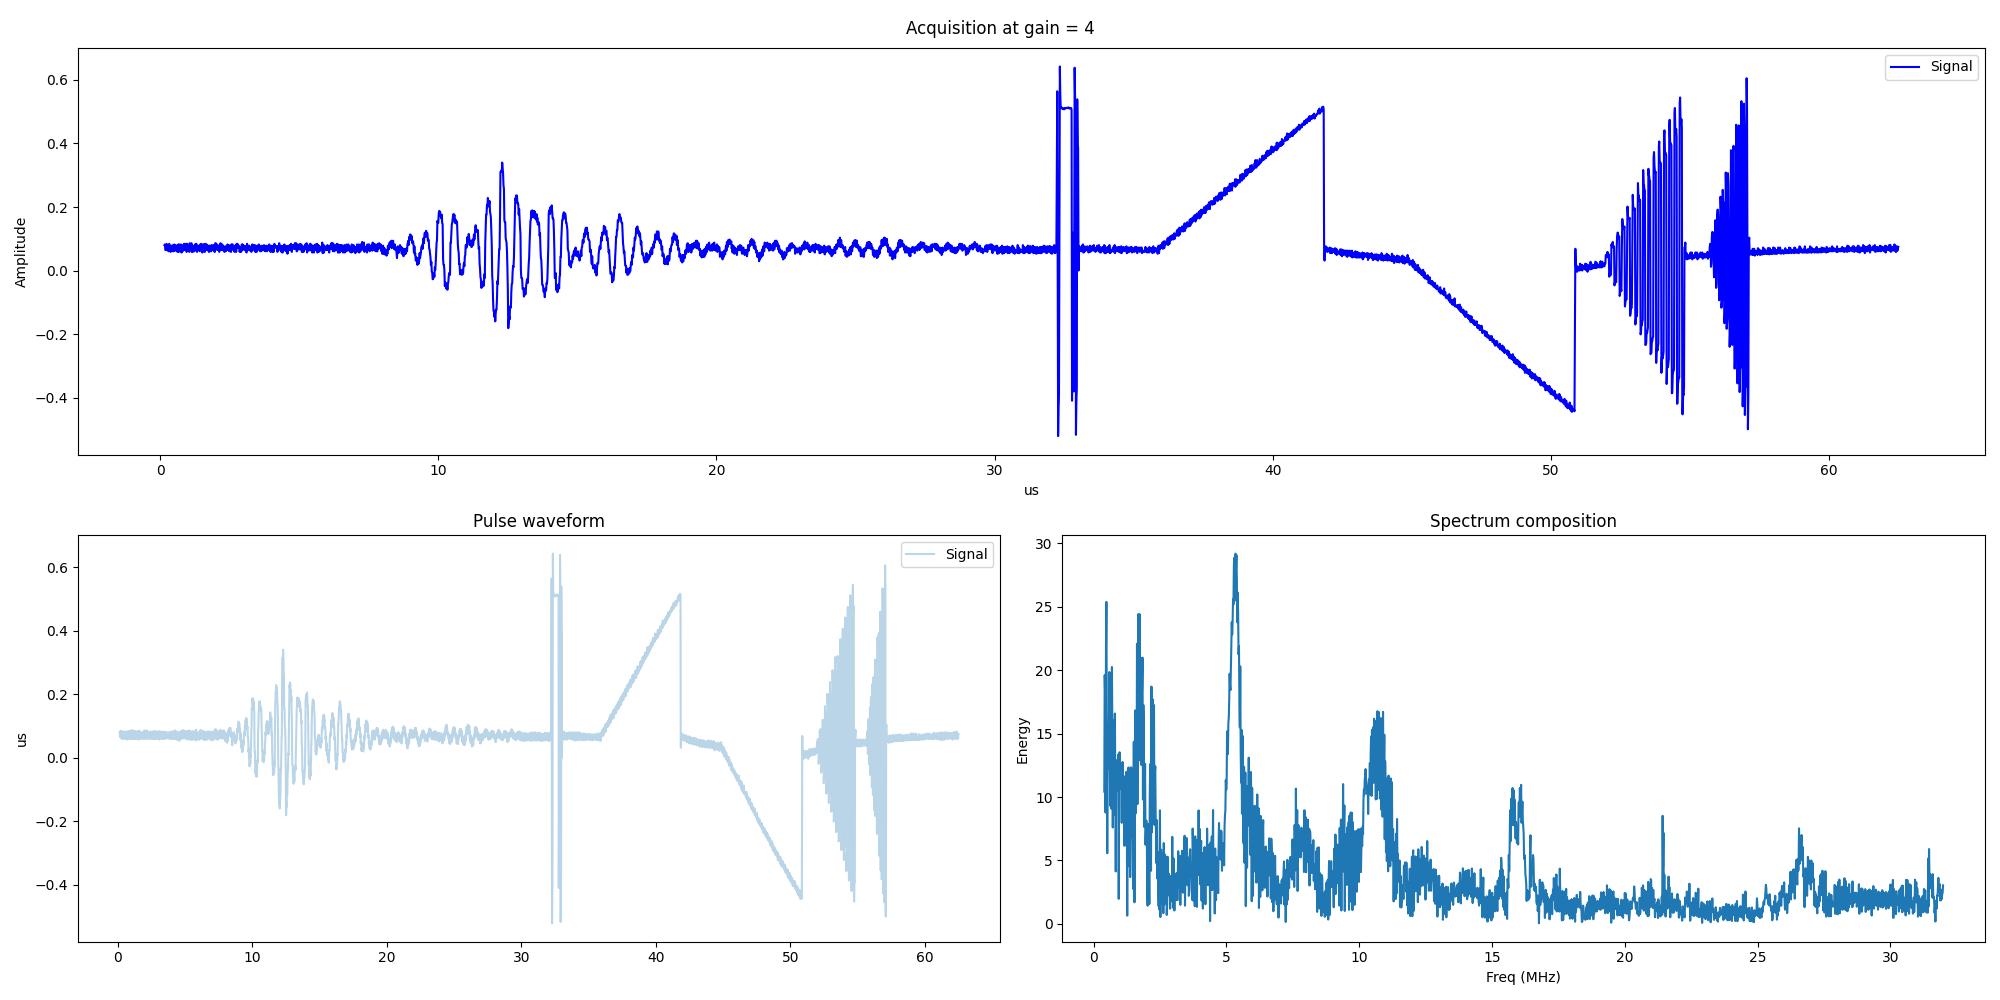 Acquisition at gain = 4
Signal
0.6
0.4
0.2
0.0
−0.2
−0.4
Amplitude
0 10 20 30 40 50 60
us
Pulse waveform
Signal
0.6
0.4
0.2
0.0
−0.2
−0.4
us
0 10 20 30 40 50 60
Spectrum composition
30
25
20
15
10
5
0
Energy
0 5 10 15 20 25 30
Freq (MHz)